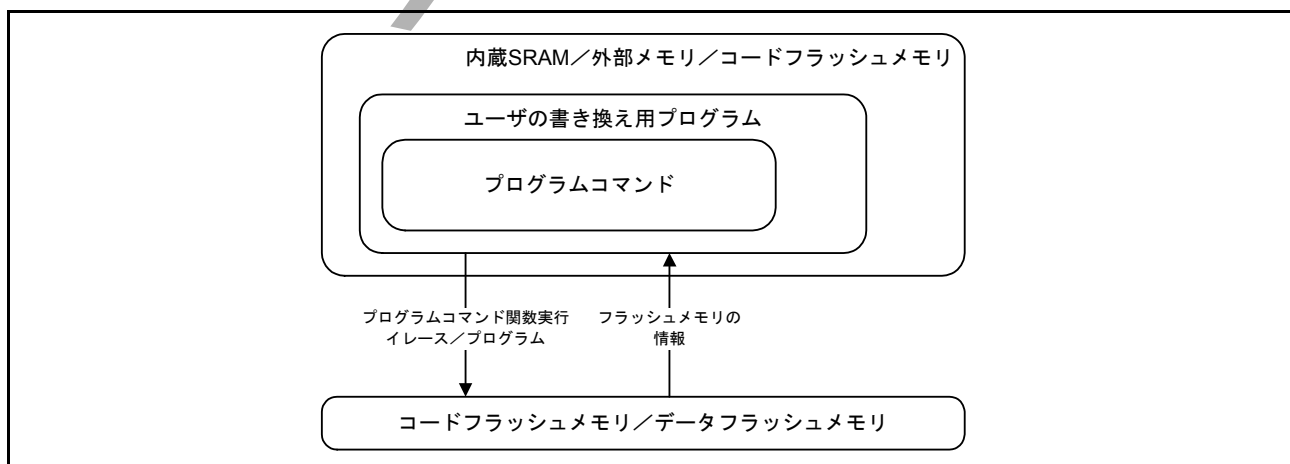 内蔵SRAM／外部メモリ／コードフラッシュメモリ
ユーザの書き換え用プログラム
プログラムコマンド
プログラムコマンド関数実行
イレース／プログラム
フラッシュメモリの
情報
コードフラッシュメモリ／データフラッシュメモリ